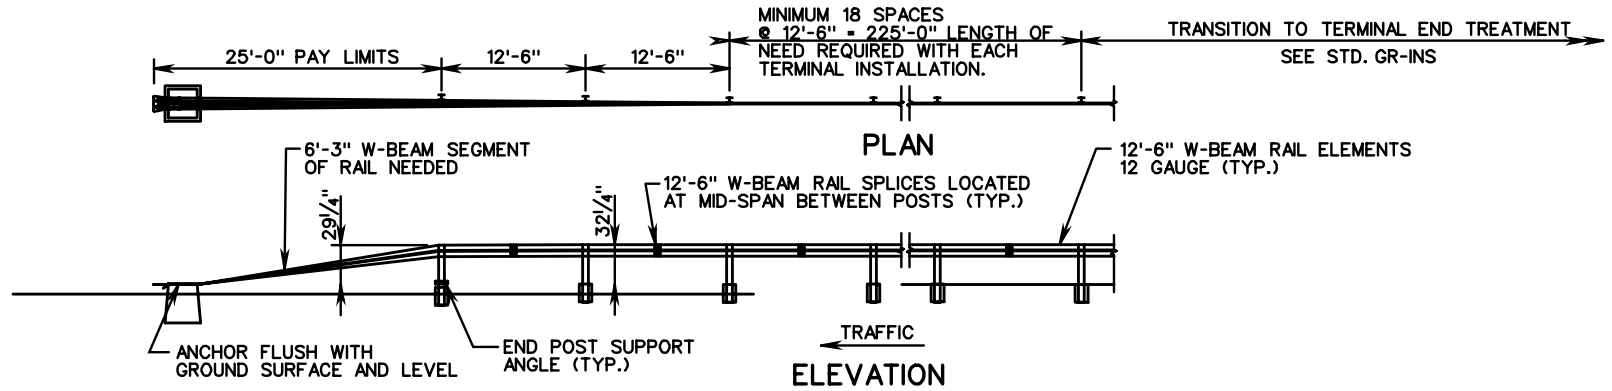 MINIMUM 18 SPACES
@ 12'-6" = 225'-0" LENGTH OF
NEED REQUIRED WITH EACH
TERMINAL INSTALLATION.
TRANSITION TO TERMINAL END TREATMENT
SEE STD. GR-INS
25'-0" PAY LIMITS
12'-6"
12'-6"
PLAN
6'-3" W-BEAM SEGMENT
OF RAIL NEEDED
12'-6" W-BEAM RAIL SPLICES LOCATED
AT MID-SPAN BETWEEN POSTS (TYP.)
12'-6" W-BEAM RAIL ELEMENTS
12 GAUGE (TYP.)
29¼"
32¼"
TRAFFIC
ANCHOR FLUSH WITH
GROUND SURFACE AND LEVEL
END POST SUPPORT
ANGLE (TYP.)
ELEVATION